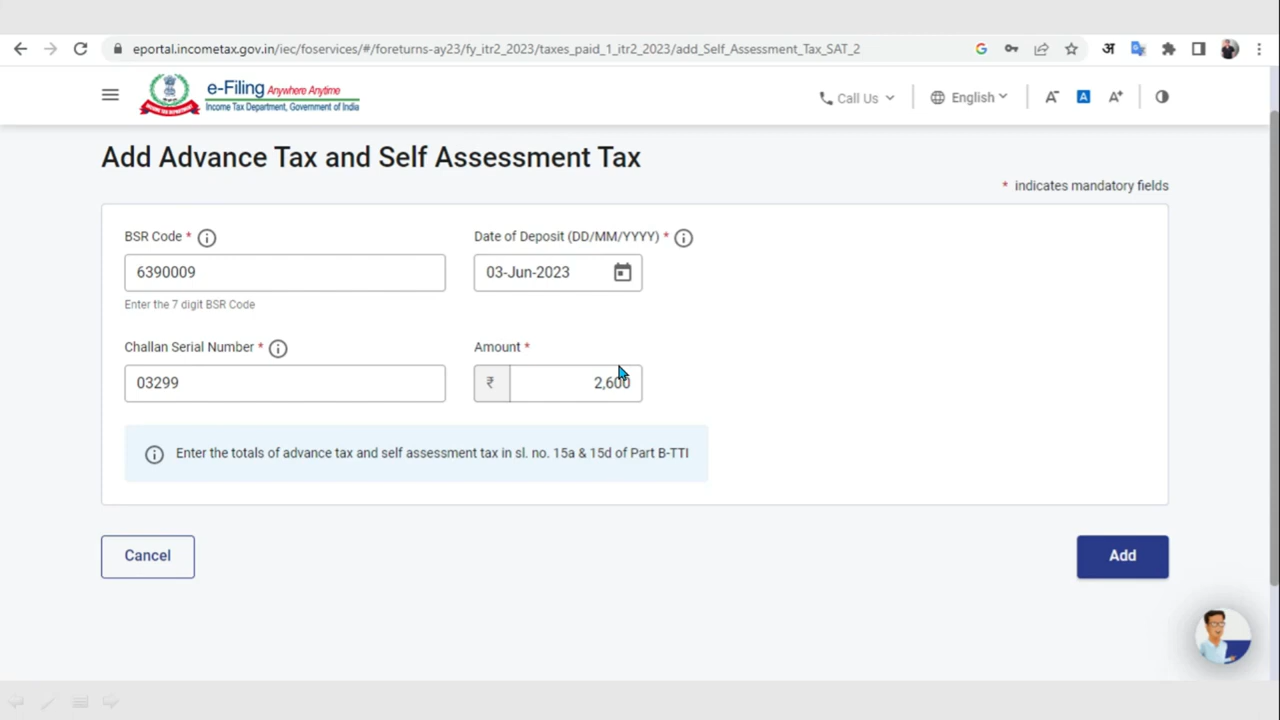 eportal.incometax.gov.in/iec/foservices/#/foreturns-ay23/fy_itr2_2023/taxes_paid_1_itr2_2023/add_Self_Assessment_Tax_SAT_2
G
अ
e-Filing Anywhere Anytime
Income Tax Department, Government of India
Call Us
English
A-
A
A+
Add Advance Tax and Self Assessment Tax
* indicates mandatory fields
BSR Code *
Date of Deposit (DD/MM/YYYY) *
6390009
03-Jun-2023
Enter the 7 digit BSR Code
Challan Serial Number *
Amount *
03299
₹ 2,600
Enter the totals of advance tax and self assessment tax in sl. no. 15a & 15d of Part B-TTI
Cancel
Add